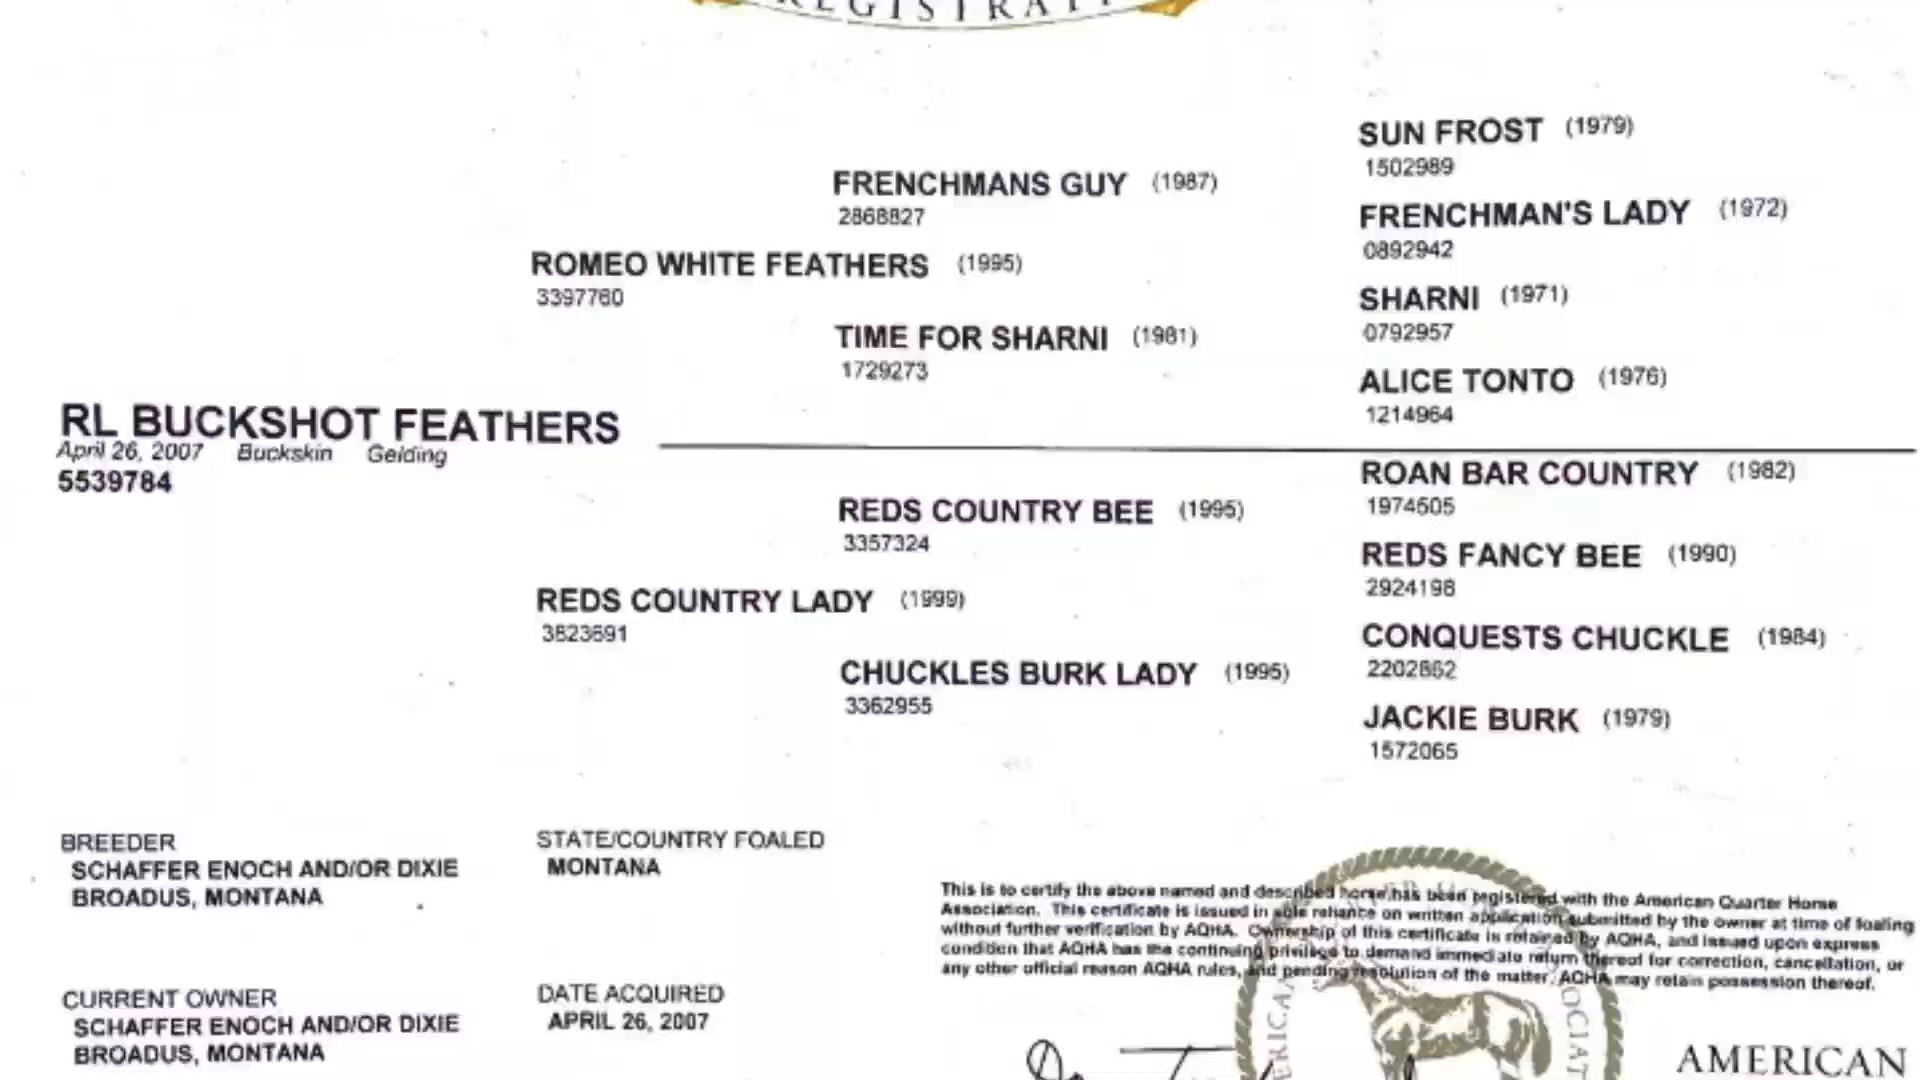 REGISTRATI
SUN FROST (1979)
1502989
FRENCHMANS GUY (1987)
2868827
FRENCHMAN'S LADY (1972)
0892942
ROMEO WHITE FEATHERS (1995)
3397760
SHARNI (1971)
0792957
TIME FOR SHARNI (1981)
1729273
ALICE TONTO (1976)
1214964
RL BUCKSHOT FEATHERS
April 26, 2007 Buckskin Gelding
5539784
ROAN BAR COUNTRY (1982)
1974505
REDS COUNTRY BEE (1995)
3357324
REDS FANCY BEE (1990)
2924198
REDS COUNTRY LADY (1999)
3823691
CONQUESTS CHUCKLE (1984)
2202862
CHUCKLES BURK LADY (1995)
3362955
JACKIE BURK (1979)
1572065
BREEDER
SCHAFFER ENOCH AND/OR DIXIE
BROADUS, MONTANA
STATE/COUNTRY FOALED
MONTANA
This is to certify the above named and described horse has been registered with the American Quarter Horse
Association. This certificate is issued in sole reliance on written application submitted by the owner at time of foaling
without further verification by AQHA. Ownership of this certificate is retained by AQHA, and issued upon express
condition that AQHA has the continuing privilege to demand immediate return thereof for correction, cancellation, or
any other official reason AQHA rules, and pending resolution of the matter, AQHA may retain possession thereof.
CURRENT OWNER
SCHAFFER ENOCH AND/OR DIXIE
BROADUS, MONTANA
DATE ACQUIRED
APRIL 26, 2007
ERICA
OCIAT
AMERICAN